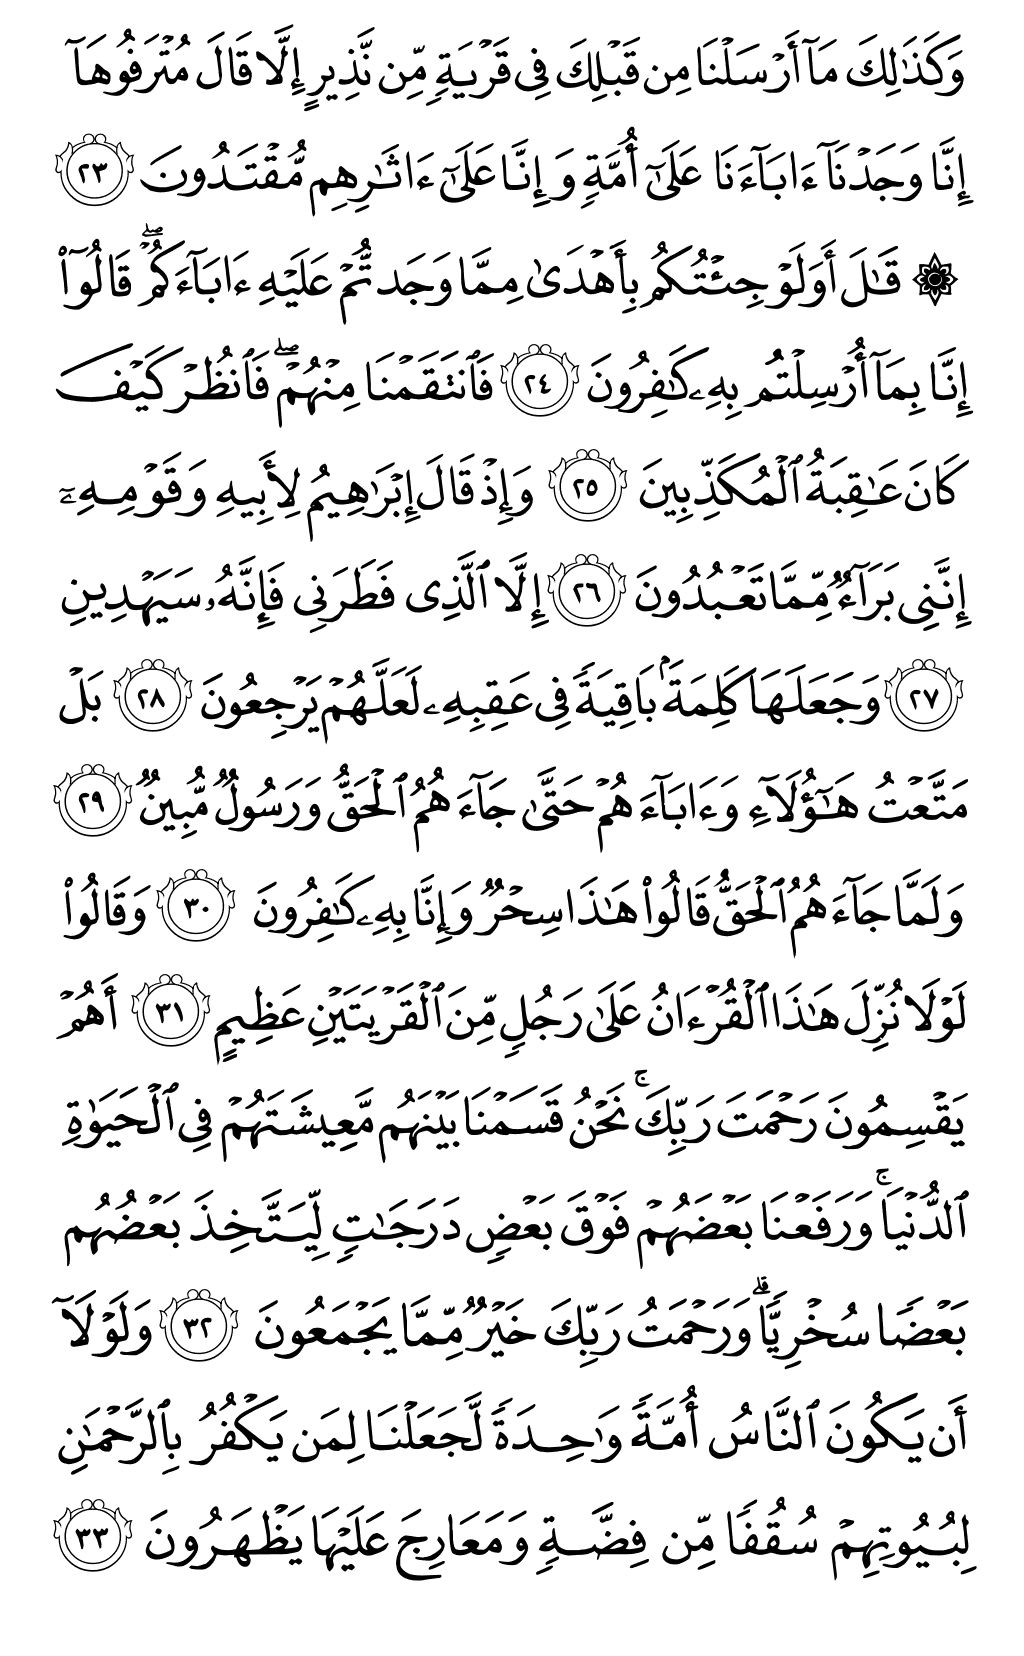 وَكَذَٰلِكَ مَآ أَرْسَلْنَا مِن قَبْلِكَ فِى قَرْيَةٍ مِّن نَّذِيرٍ إِلَّا قَالَ مُتْرَفُوهَآ
إِنَّا وَجَدْنَآ ءَابَآءَنَا عَلَىٰٓ أُمَّةٍ وَإِنَّا عَلَىٰٓ ءَاثَٰرِهِم مُّقْتَدُونَ ٢٣
۞ قَٰلَ أَوَلَوْ جِئْتُكُم بِأَهْدَىٰ مِمَّا وَجَدتُّمْ عَلَيْهِ ءَابَآءَكُمْ ۖ قَالُوٓا۟
إِنَّا بِمَآ أُرْسِلْتُم بِهِۦ كَٰفِرُونَ ٢٤ فَٱنتَقَمْنَا مِنْهُمْ ۖ فَٱنظُرْ كَيْفَ
كَانَ عَٰقِبَةُ ٱلْمُكَذِّبِينَ ٢٥ وَإِذْ قَالَ إِبْرَٰهِيمُ لِأَبِيهِ وَقَوْمِهِۦٓ
إِنَّنِى بَرَآءٌ مِّمَّا تَعْبُدُونَ ٢٦ إِلَّا ٱلَّذِى فَطَرَنِى فَإِنَّهُۥ سَيَهْدِينِ
٢٧ وَجَعَلَهَا كَلِمَةًۢ بَاقِيَةً فِى عَقِبِهِۦ لَعَلَّهُمْ يَرْجِعُونَ ٢٨ بَلْ
مَتَّعْتُ هَٰٓؤُلَآءِ وَءَابَآءَهُمْ حَتَّىٰ جَآءَهُمُ ٱلْحَقُّ وَرَسُولٌ مُّبِينٌ ٢٩
وَلَمَّا جَآءَهُمُ ٱلْحَقُّ قَالُوا۟ هَٰذَا سِحْرٌ وَإِنَّا بِهِۦ كَٰفِرُونَ ٣٠ وَقَالُوا۟
لَوْلَا نُزِّلَ هَٰذَا ٱلْقُرْءَانُ عَلَىٰ رَجُلٍ مِّنَ ٱلْقَرْيَتَيْنِ عَظِيمٍ ٣١ أَهُمْ
يَقْسِمُونَ رَحْمَتَ رَبِّكَ ۚ نَحْنُ قَسَمْنَا بَيْنَهُم مَّعِيشَتَهُمْ فِى ٱلْحَيَوٰةِ
ٱلدُّنْيَا ۚ وَرَفَعْنَا بَعْضَهُمْ فَوْقَ بَعْضٍ دَرَجَٰتٍ لِّيَتَّخِذَ بَعْضُهُم
بَعْضًا سُخْرِيًّا ۗ وَرَحْمَتُ رَبِّكَ خَيْرٌ مِّمَّا يَجْمَعُونَ ٣٢ وَلَوْلَآ
أَن يَكُونَ ٱلنَّاسُ أُمَّةً وَٰحِدَةً لَّجَعَلْنَا لِمَن يَكْفُرُ بِٱلرَّحْمَٰنِ
لِبُيُوتِهِمْ سُقُفًا مِّن فِضَّةٍ وَمَعَارِجَ عَلَيْهَا يَظْهَرُونَ ٣٣